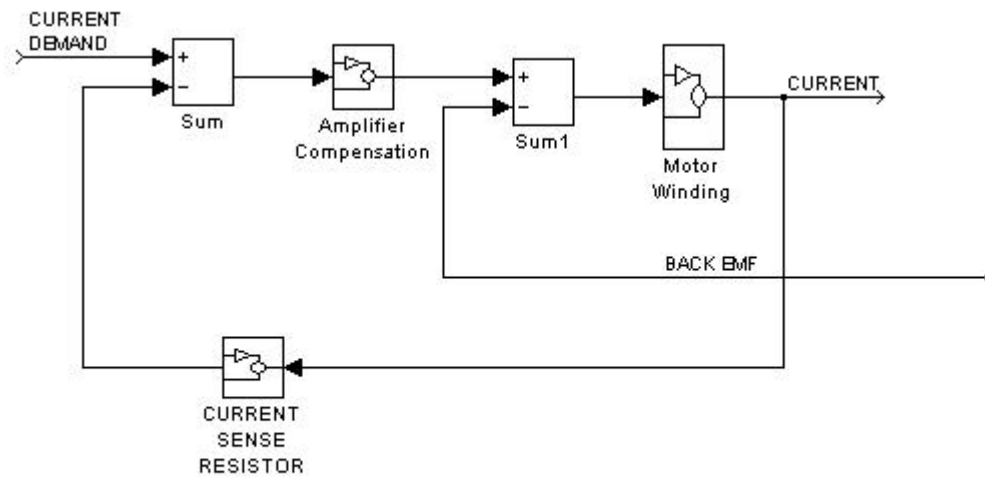 CURRENT
DEMAND
+
−
Sum
Amplifier
Compensation
+
−
Sum1
Motor
Winding
CURRENT
BACK EMF
CURRENT
SENSE
RESISTOR